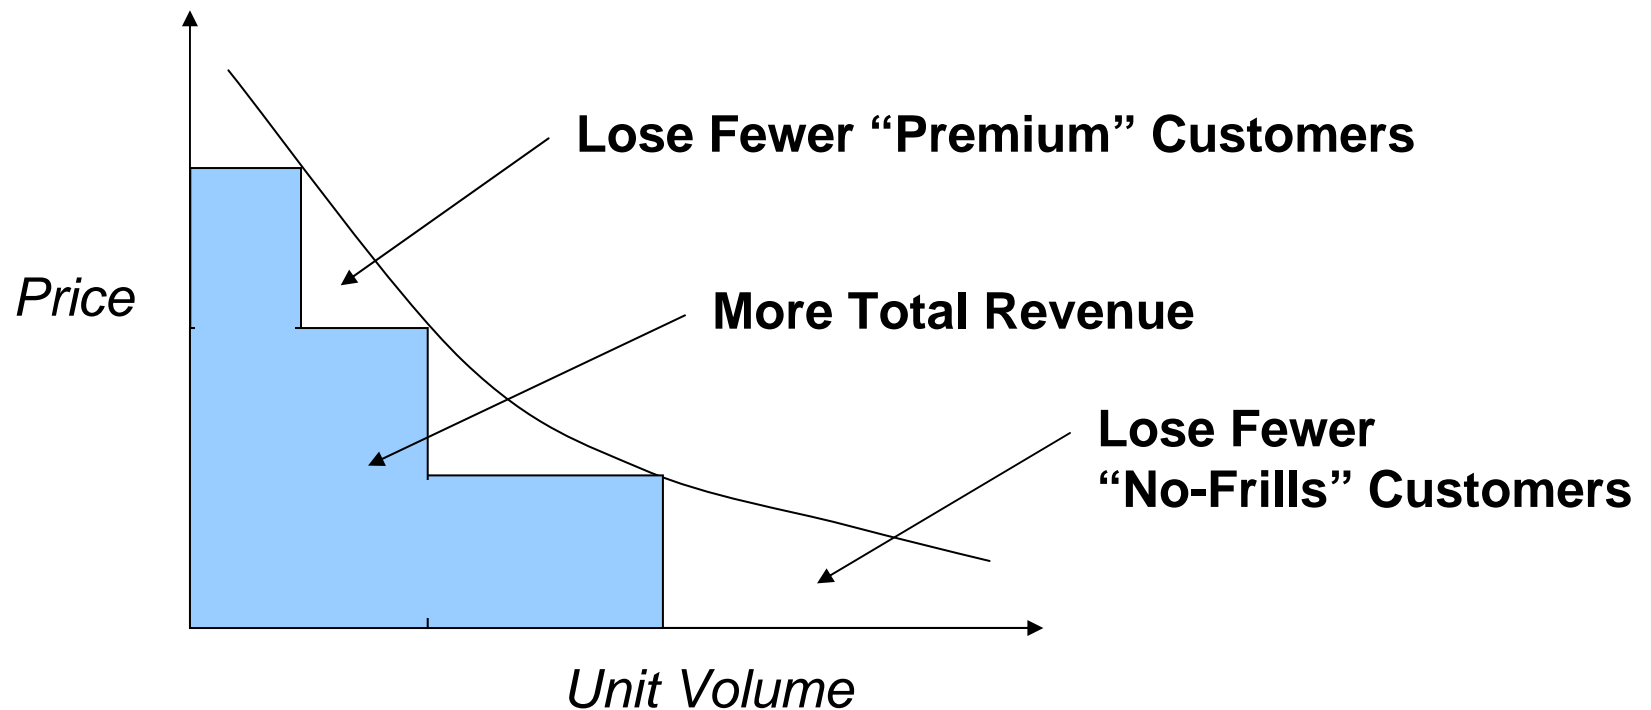 Lose Fewer “Premium” Customers
Price
More Total Revenue
Lose Fewer
“No-Frills” Customers
Unit Volume